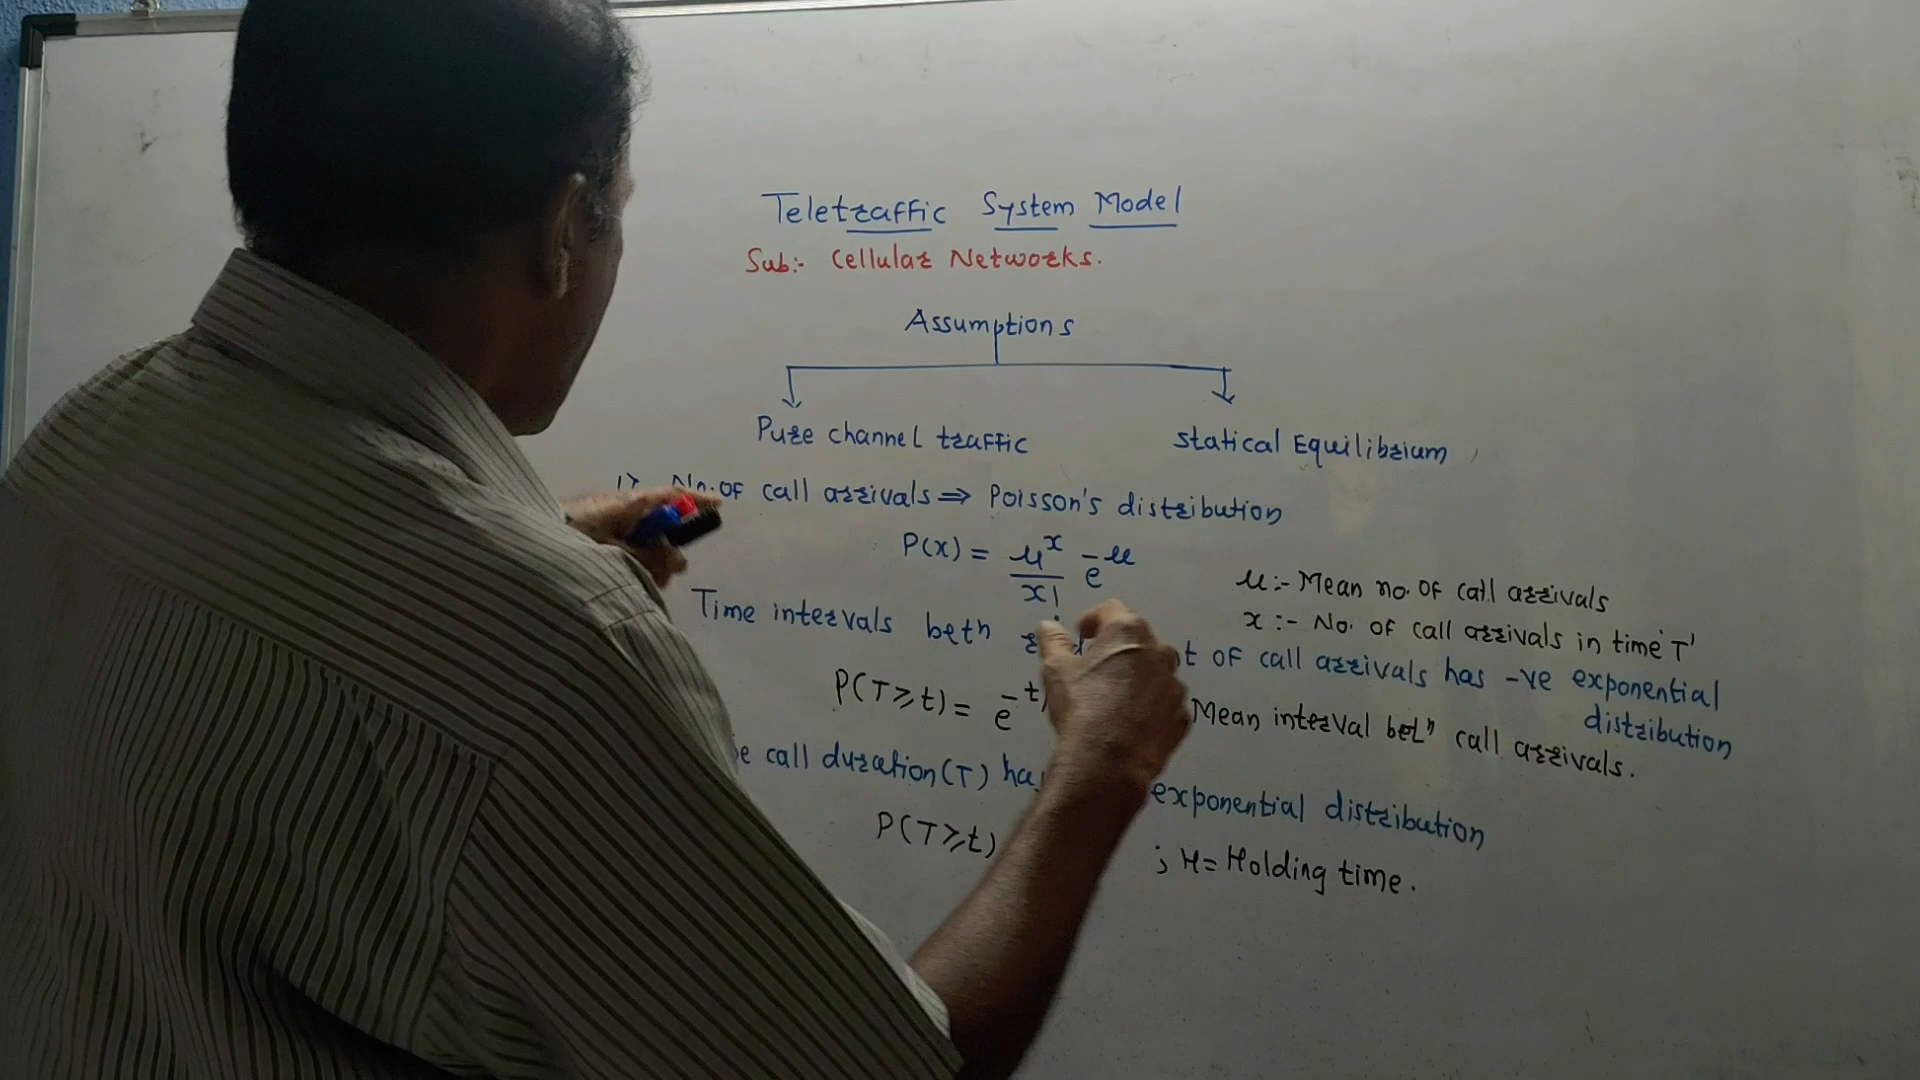 Teletraffic System Model
Sub:- Cellular Networks.
Assumptions
Pure channel traffic
statical Equilibrium
1) No. OF call arrivals ⇒ Poisson's distribution
P(x) = μ^x / x! e^-μ
μ:- Mean no. OF call arrivals
x :- No. OF call arrivals in time 'T'
Time intervals betn
t OF call arrivals has -ve exponential
distribution
P(T≥t) = e^-t/
Mean interval betn call arrivals.
call duration(T)
exponential distribution
P(T≥t)
; H= Holding time.